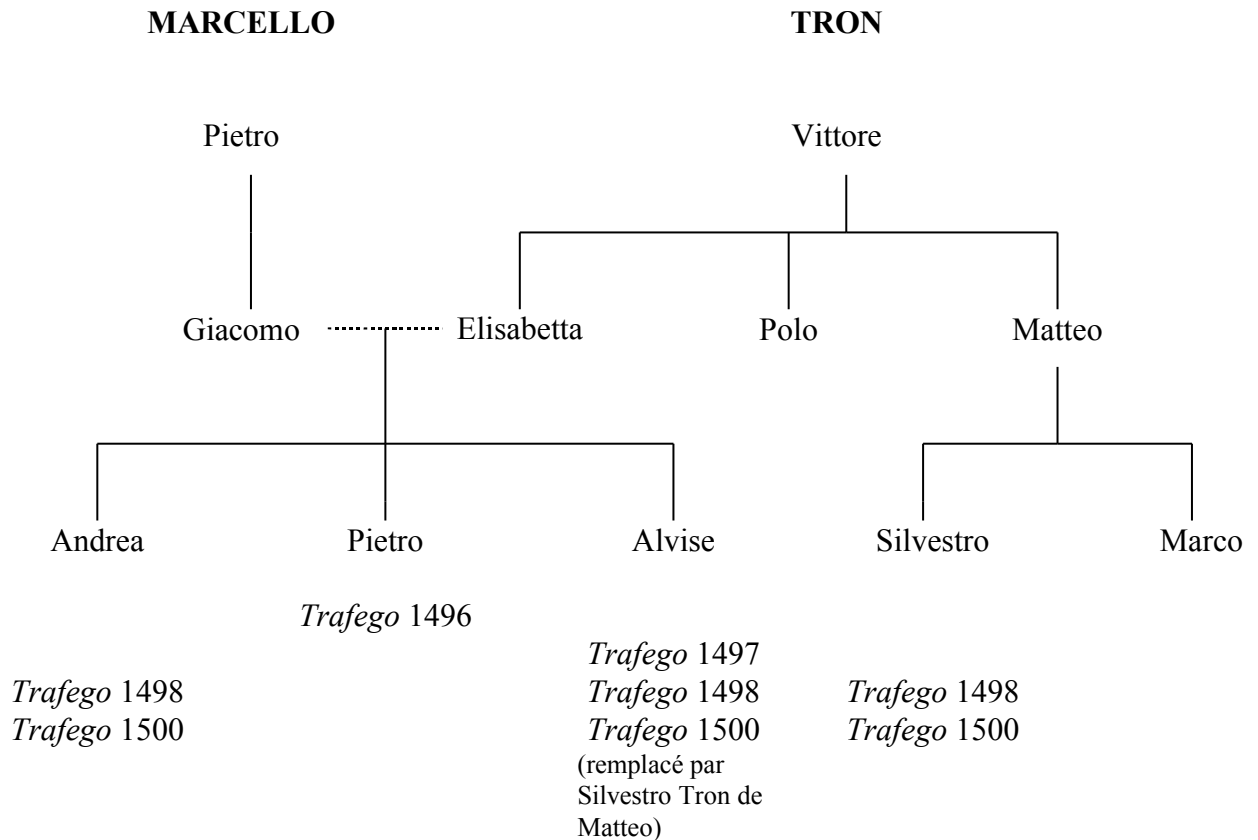 MARCELLO TRON
Pietro Vittore
Giacomo Elisabetta Polo Matteo
Andrea Pietro Alvise Silvestro Marco
Trafego 1496
Trafego 1497
Trafego 1498 Trafego 1498 Trafego 1498
Trafego 1500 Trafego 1500 Trafego 1500
(remplacé par
Silvestro Tron de
Matteo)